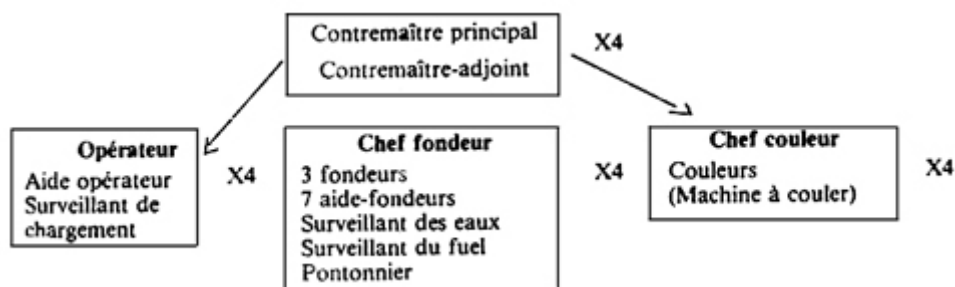 Contremaître principal
Contremaître-adjoint
X4
Opérateur
Aide opérateur
Surveillant de
chargement
X4
Chef fondeur
3 fondeurs
7 aide-fondeurs
Surveillant des eaux
Surveillant du fuel
Pontonnier
X4
Chef couleur
Couleurs
(Machine à couler)
X4